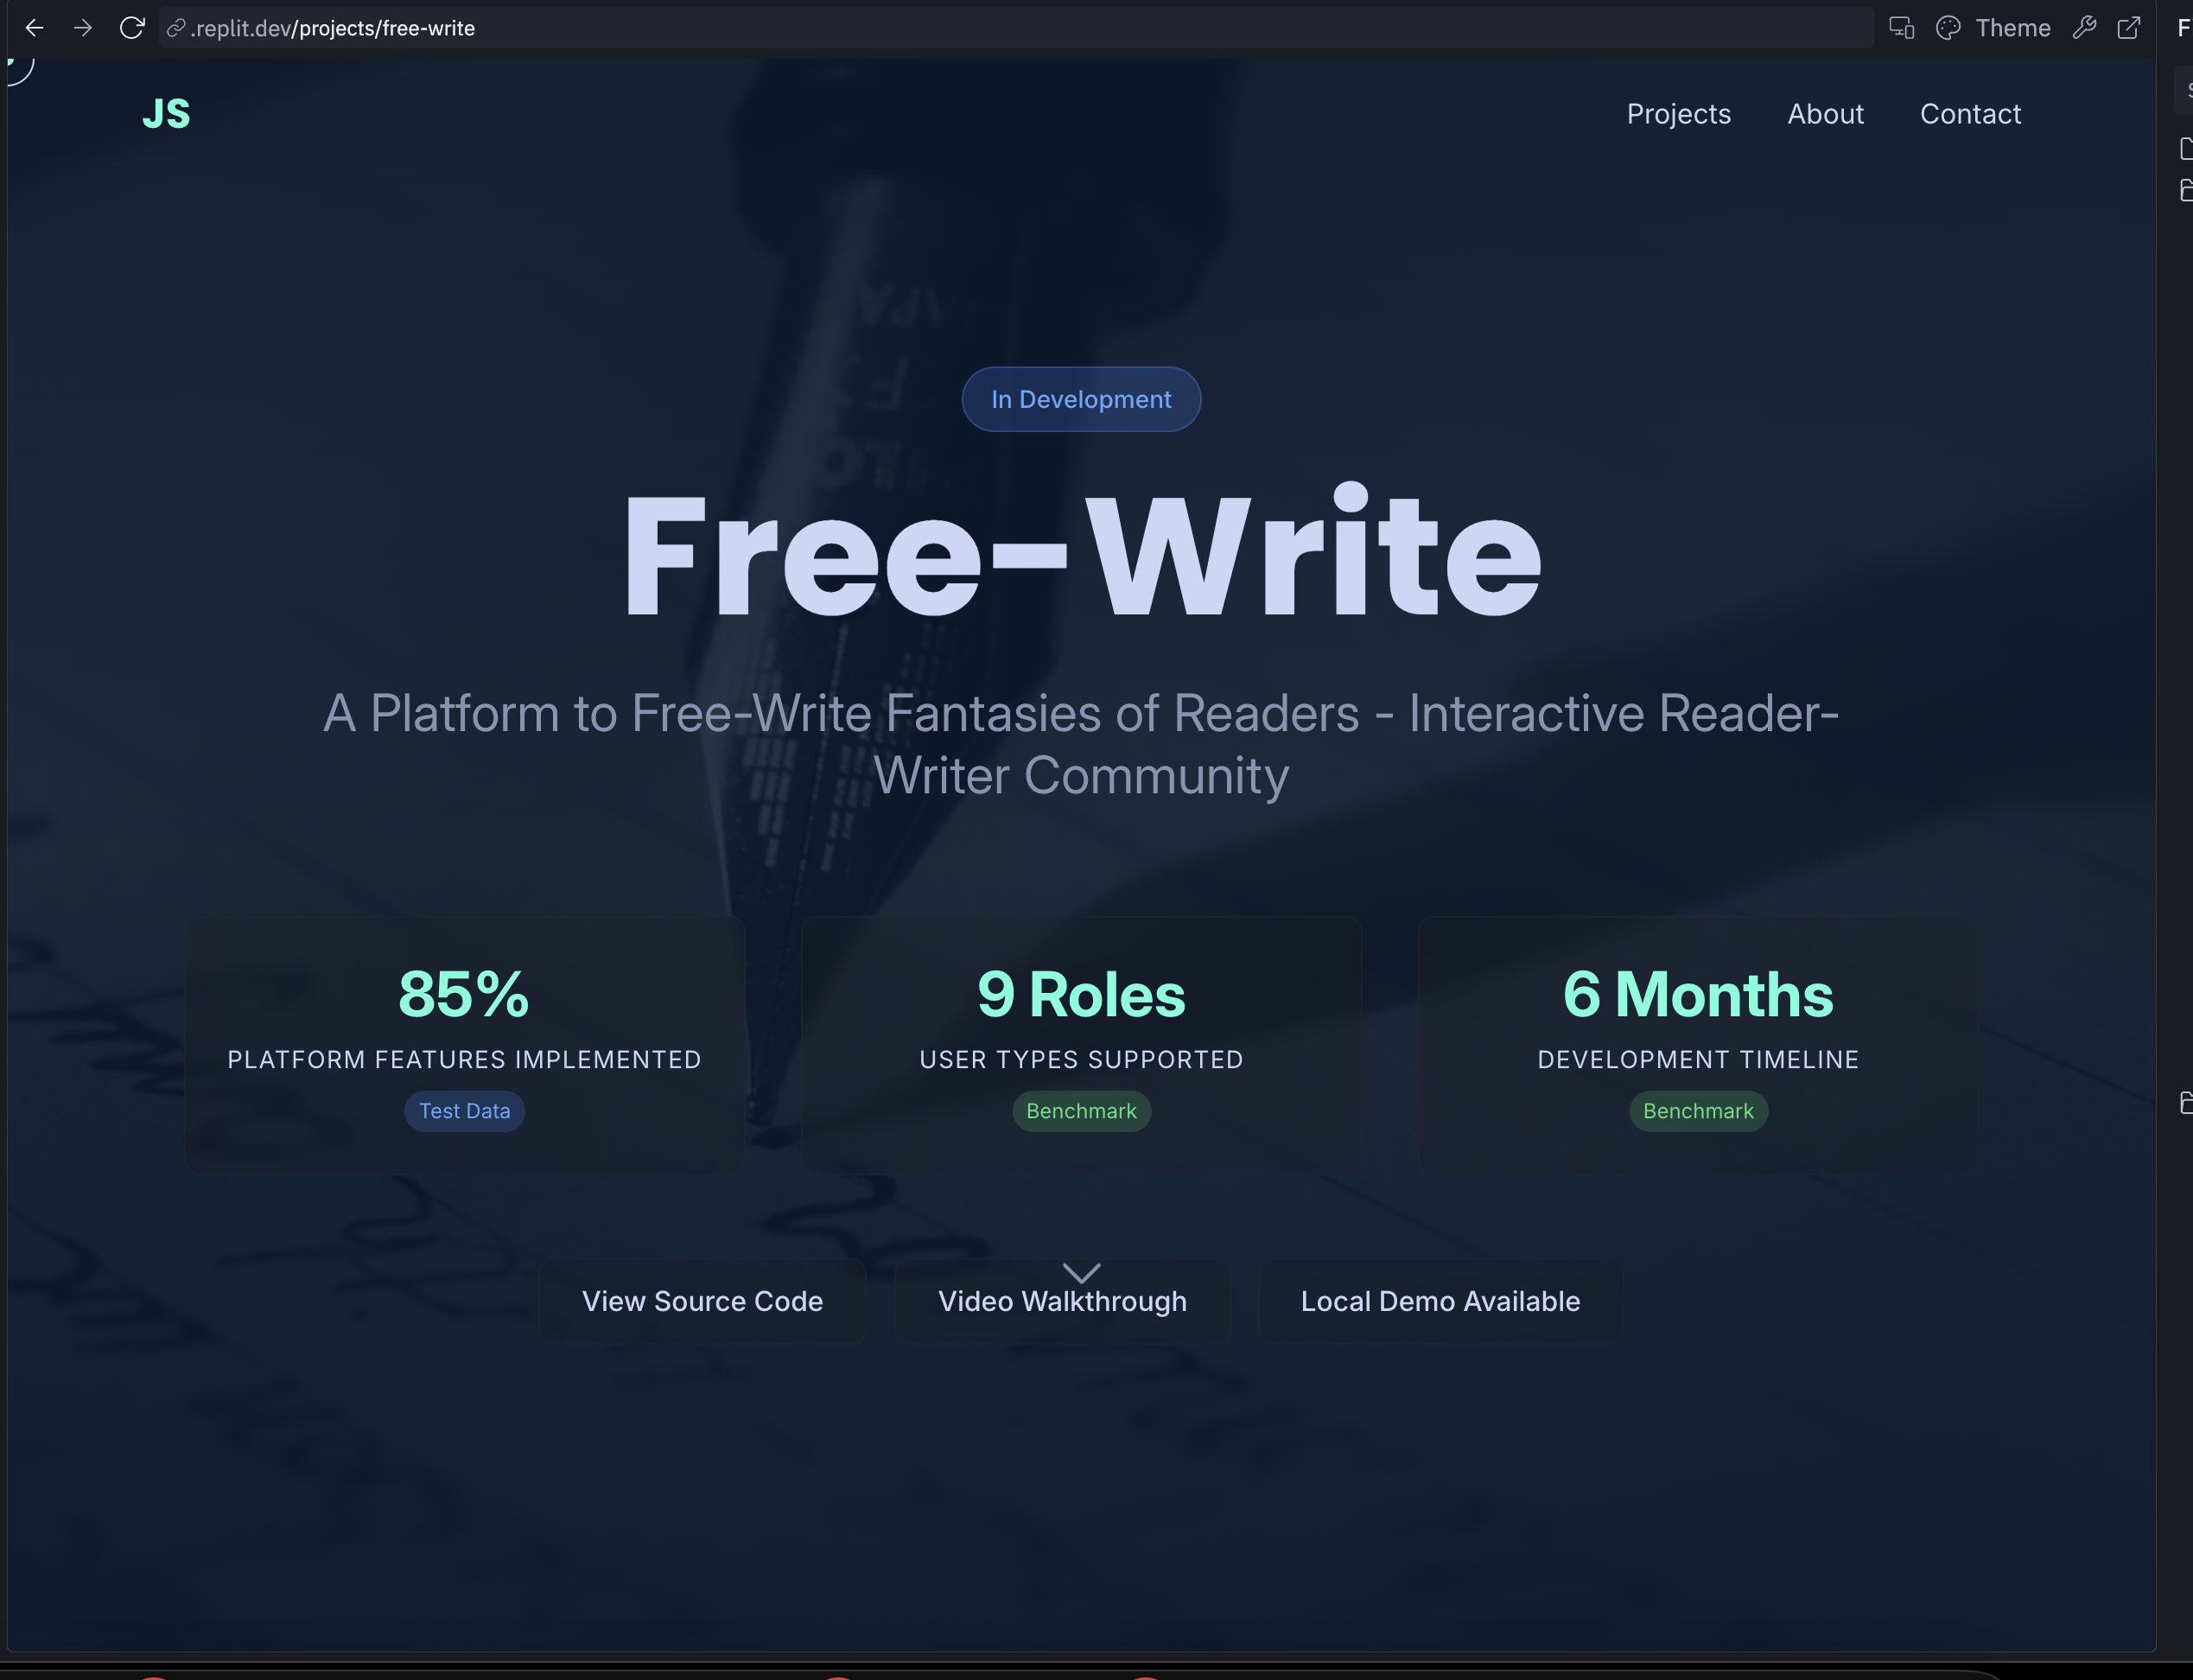 .replit.dev/projects/free-write
Theme
JS
Projects
About
Contact
In Development
Free-Write
A Platform to Free-Write Fantasies of Readers - Interactive Reader-
Writer Community
85%
PLATFORM FEATURES IMPLEMENTED
Test Data
9 Roles
USER TYPES SUPPORTED
Benchmark
6 Months
DEVELOPMENT TIMELINE
Benchmark
View Source Code
Video Walkthrough
Local Demo Available